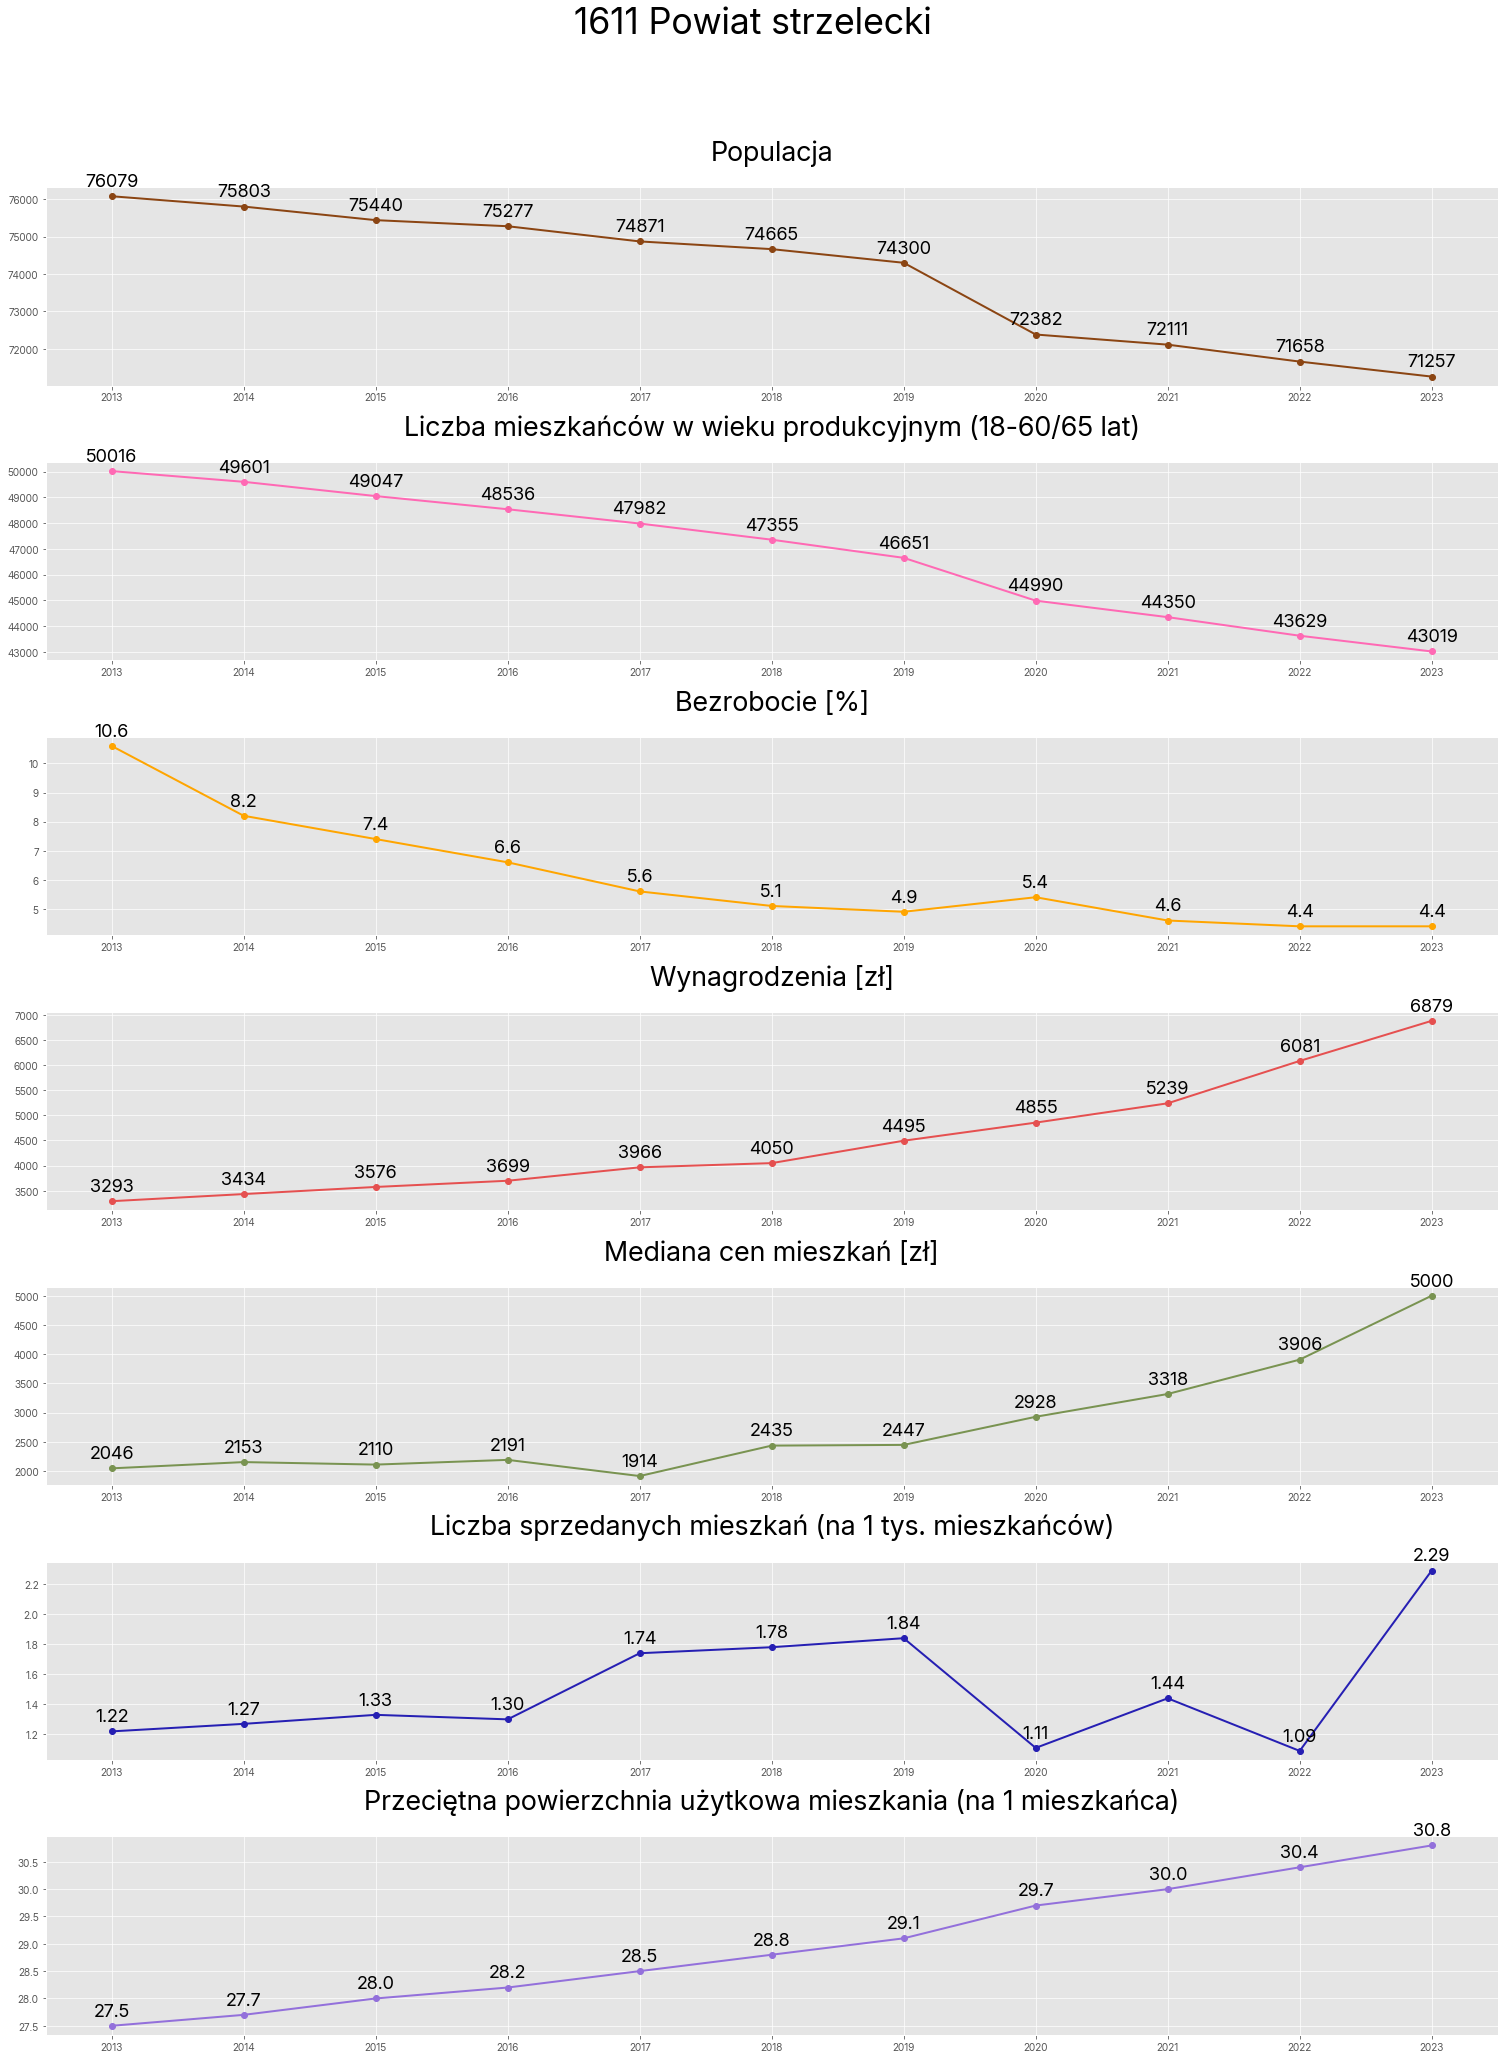 1611 Powiat strzelecki
Populacja
76079 75803 75440 75277 74871 74665 74300 72382 72111 71658 71257
76000
75000
74000
73000
72000
2013 2014 2015 2016 2017 2018 2019 2020 2021 2022 2023
Liczba mieszkańców w wieku produkcyjnym (18-60/65 lat)
50016 49601 49047 48536 47982 47355 46651 44990 44350 43629 43019
50000
49000
48000
47000
46000
45000
44000
43000
2013 2014 2015 2016 2017 2018 2019 2020 2021 2022 2023
Bezrobocie [%]
10.6 8.2 7.4 6.6 5.6 5.1 4.9 5.4 4.6 4.4 4.4
10
9
8
7
6
5
2013 2014 2015 2016 2017 2018 2019 2020 2021 2022 2023
Wynagrodzenia [zł]
3293 3434 3576 3699 3966 4050 4495 4855 5239 6081 6879
7000
6500
6000
5500
5000
4500
4000
3500
2013 2014 2015 2016 2017 2018 2019 2020 2021 2022 2023
Mediana cen mieszkań [zł]
2046 2153 2110 2191 1914 2435 2447 2928 3318 3906 5000
5000
4500
4000
3500
3000
2500
2000
2013 2014 2015 2016 2017 2018 2019 2020 2021 2022 2023
Liczba sprzedanych mieszkań (na 1 tys. mieszkańców)
1.22 1.27 1.33 1.30 1.74 1.78 1.84 1.11 1.44 1.09 2.29
2.2
2.0
1.8
1.6
1.4
1.2
2013 2014 2015 2016 2017 2018 2019 2020 2021 2022 2023
Przeciętna powierzchnia użytkowa mieszkania (na 1 mieszkańca)
27.5 27.7 28.0 28.2 28.5 28.8 29.1 29.7 30.0 30.4 30.8
30.5
30.0
29.5
29.0
28.5
28.0
27.5
2013 2014 2015 2016 2017 2018 2019 2020 2021 2022 2023